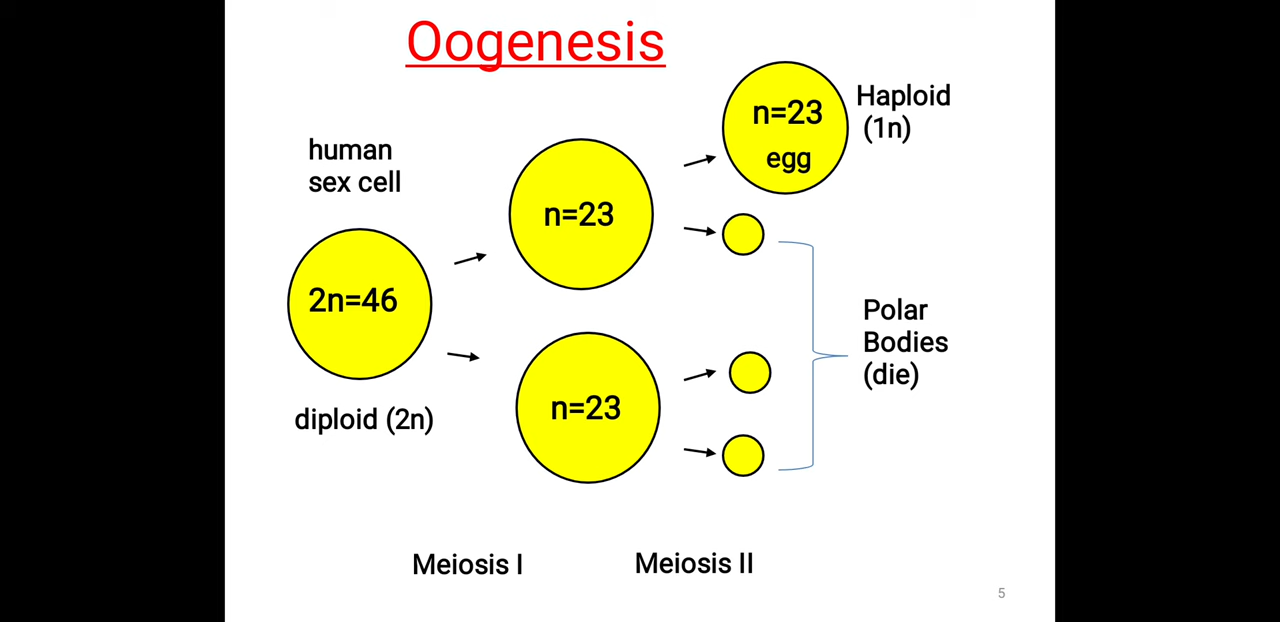 Oogenesis
human
sex cell
2n=46
diploid (2n)
n=23
n=23
n=23
egg
Haploid
(1n)
Polar
Bodies
(die)
Meiosis I
Meiosis II
5